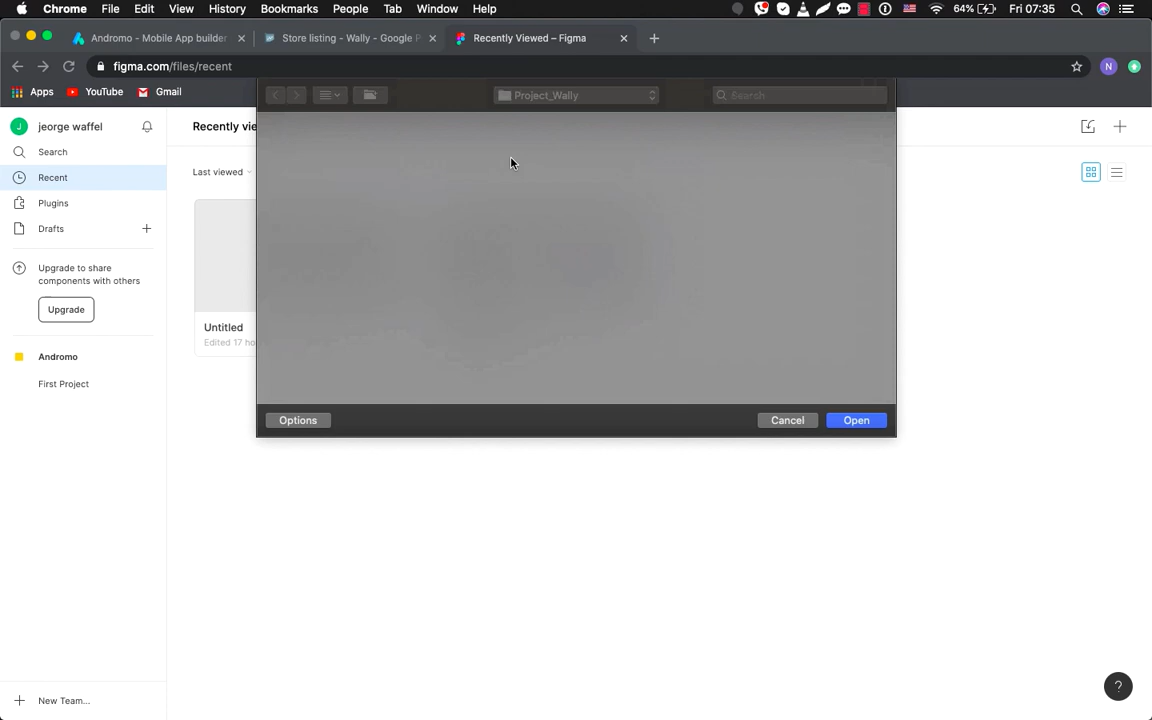 Chrome File Edit View History Bookmarks People Tab Window Help 64% Fri 07:35
Andromo - Mobile App builder Store listing - Wally - Google P Recently Viewed – Figma
figma.com/files/recent N
Apps YouTube Gmail
Project_Wally Search
J jeorge waffel
Recently vie
Search
Last viewed
Recent
Plugins
Drafts
Upgrade to share
components with others
Upgrade
Untitled
Edited 17 ho
Andromo
First Project
Options Cancel Open
New Team...
?